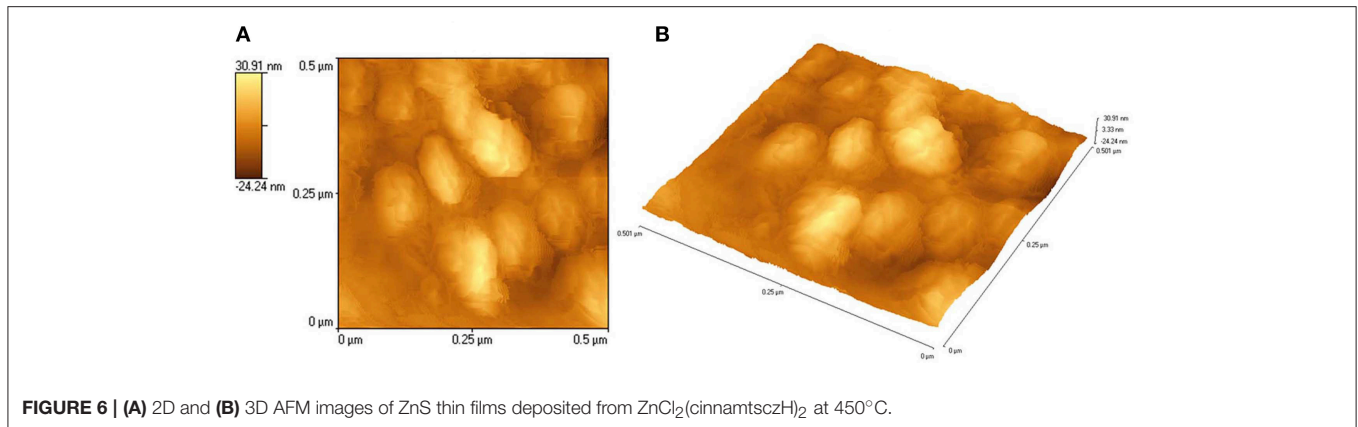 A
30.91 nm
-24.24 nm
0.5 µm
0.25 µm
0 µm
0 µm
0.25 µm
0.5 µm
B
30.91 nm
3.33 nm
-24.24 nm
0.501 µm
0.501 µm
0.25 µm
0.25 µm
0 µm
0 µm
FIGURE 6 | (A) 2D and (B) 3D AFM images of ZnS thin films deposited from ZnCl₂(cinnamtsczH)₂ at 450°C.